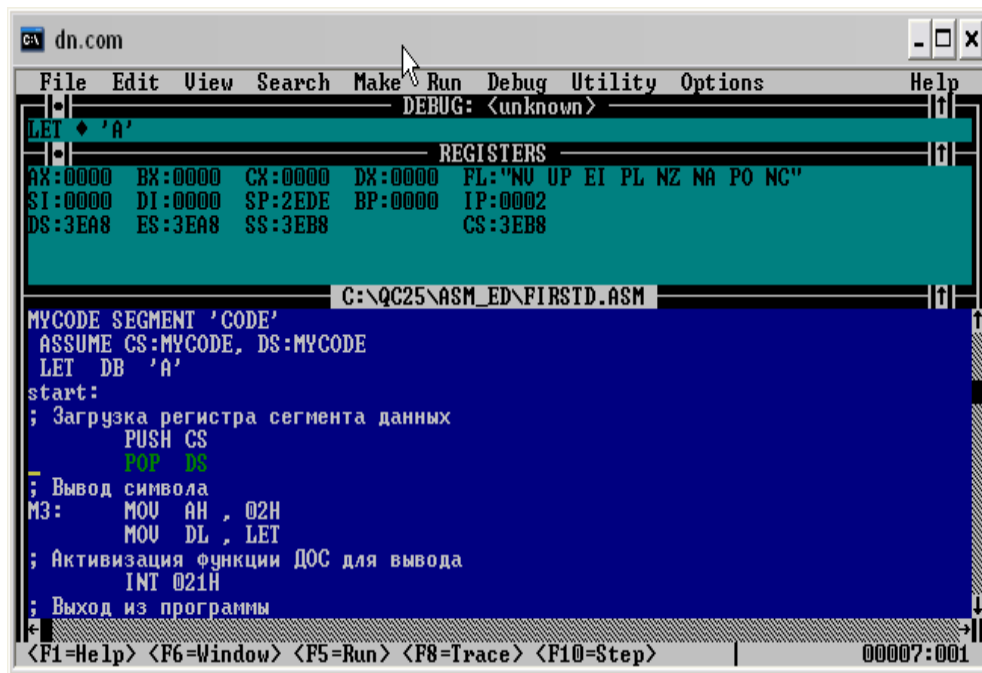 dn.com
File Edit View Search Make Run Debug Utility Options Help
DEBUG: <unknown>
LET ♦ 'A'
REGISTERS
AX:0000 BX:0000 CX:0000 DX:0000 FL:"NV UP EI PL NZ NA PO NC"
SI:0000 DI:0000 SP:2EDE BP:0000 IP:0002
DS:3EA8 ES:3EA8 SS:3EB8 CS:3EB8
C:\QC25\ASM_ED\FIRSTD.ASM
MYCODE SEGMENT 'CODE'
ASSUME CS:MYCODE, DS:MYCODE
LET DB 'A'
start:
; Загрузка регистра сегмента данных
PUSH CS
POP DS
; Вывод символа
M3: MOV AH , 02H
MOV DL , LET
; Активизация функции ДОС для вывода
INT 021H
; Выход из программы
<F1=Help> <F6=Window> <F5=Run> <F8=Trace> <F10=Step> 00007:001